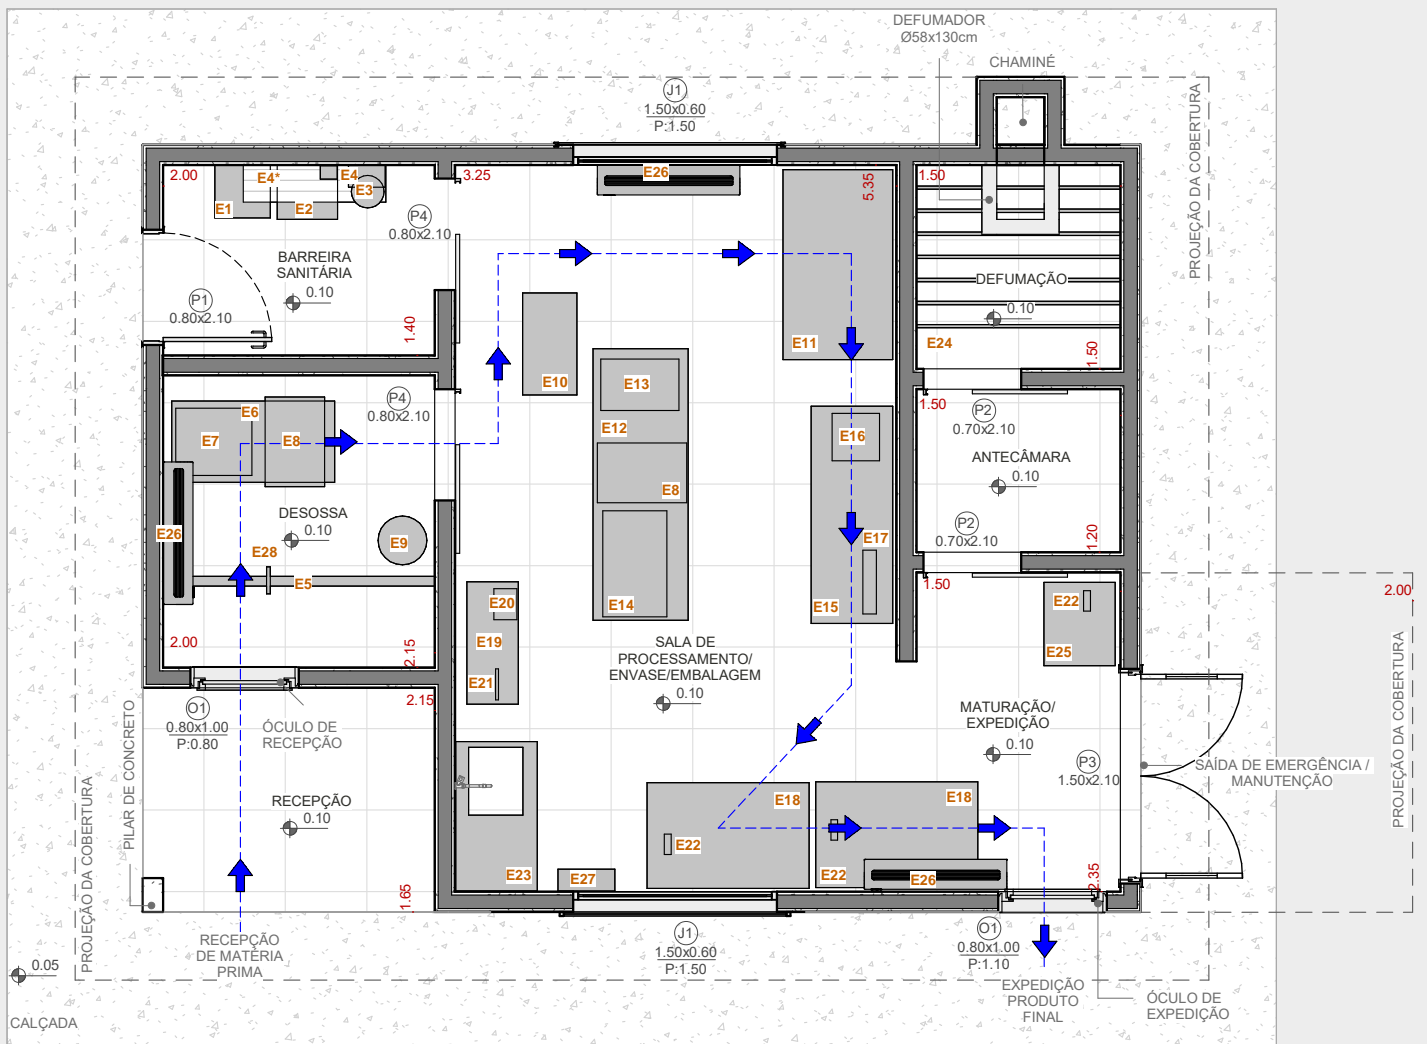 DEFUMADOR
Ø58x130cm
CHAMINÉ
J1
1.50x0.60
P:1.50
PROJEÇÃO DA COBERTURA
2.00
E4*
E4
E3
E1
E2
3.25
E26
5.35
1.50
P4
0.80x2.10
BARREIRA
SANITÁRIA
0.10
P1
0.80x2.10
1.40
DEFUMAÇÃO
0.10
E24
1.50
E10
E11
E13
E12
P4
0.80x2.10
E6
E7
E8
1.50
P2
0.70x2.10
E16
ANTECÂMARA
0.10
E8
DESOSSA
0.10
E26
E9
E28
E5
P2
0.70x2.10
1.20
E17
1.50
E20
E14
E15
E22
2.00
E19
E25
2.00
2.15
E21
SALA DE
PROCESSAMENTO/
ENVASE/EMBALAGEM
0.10
2.15
O1
0.80x1.00
P:0.80
ÓCULO DE
RECEPÇÃO
PILAR DE CONCRETO
MATURAÇÃO/
EXPEDIÇÃO
0.10
P3
1.50x2.10
SAÍDA DE EMERGÊNCIA /
MANUTENÇÃO
PROJEÇÃO DA COBERTURA
PROJEÇÃO DA COBERTURA
RECEPÇÃO
0.10
E18
E18
E22
E23
E27
E22
E26
2.35
1.65
RECEPÇÃO
DE MATÉRIA
PRIMA
J1
1.50x0.60
P:1.50
O1
0.80x1.00
P:1.10
0.05
EXPEDIÇÃO
PRODUTO
FINAL
ÓCULO DE
EXPEDIÇÃO
CALÇADA